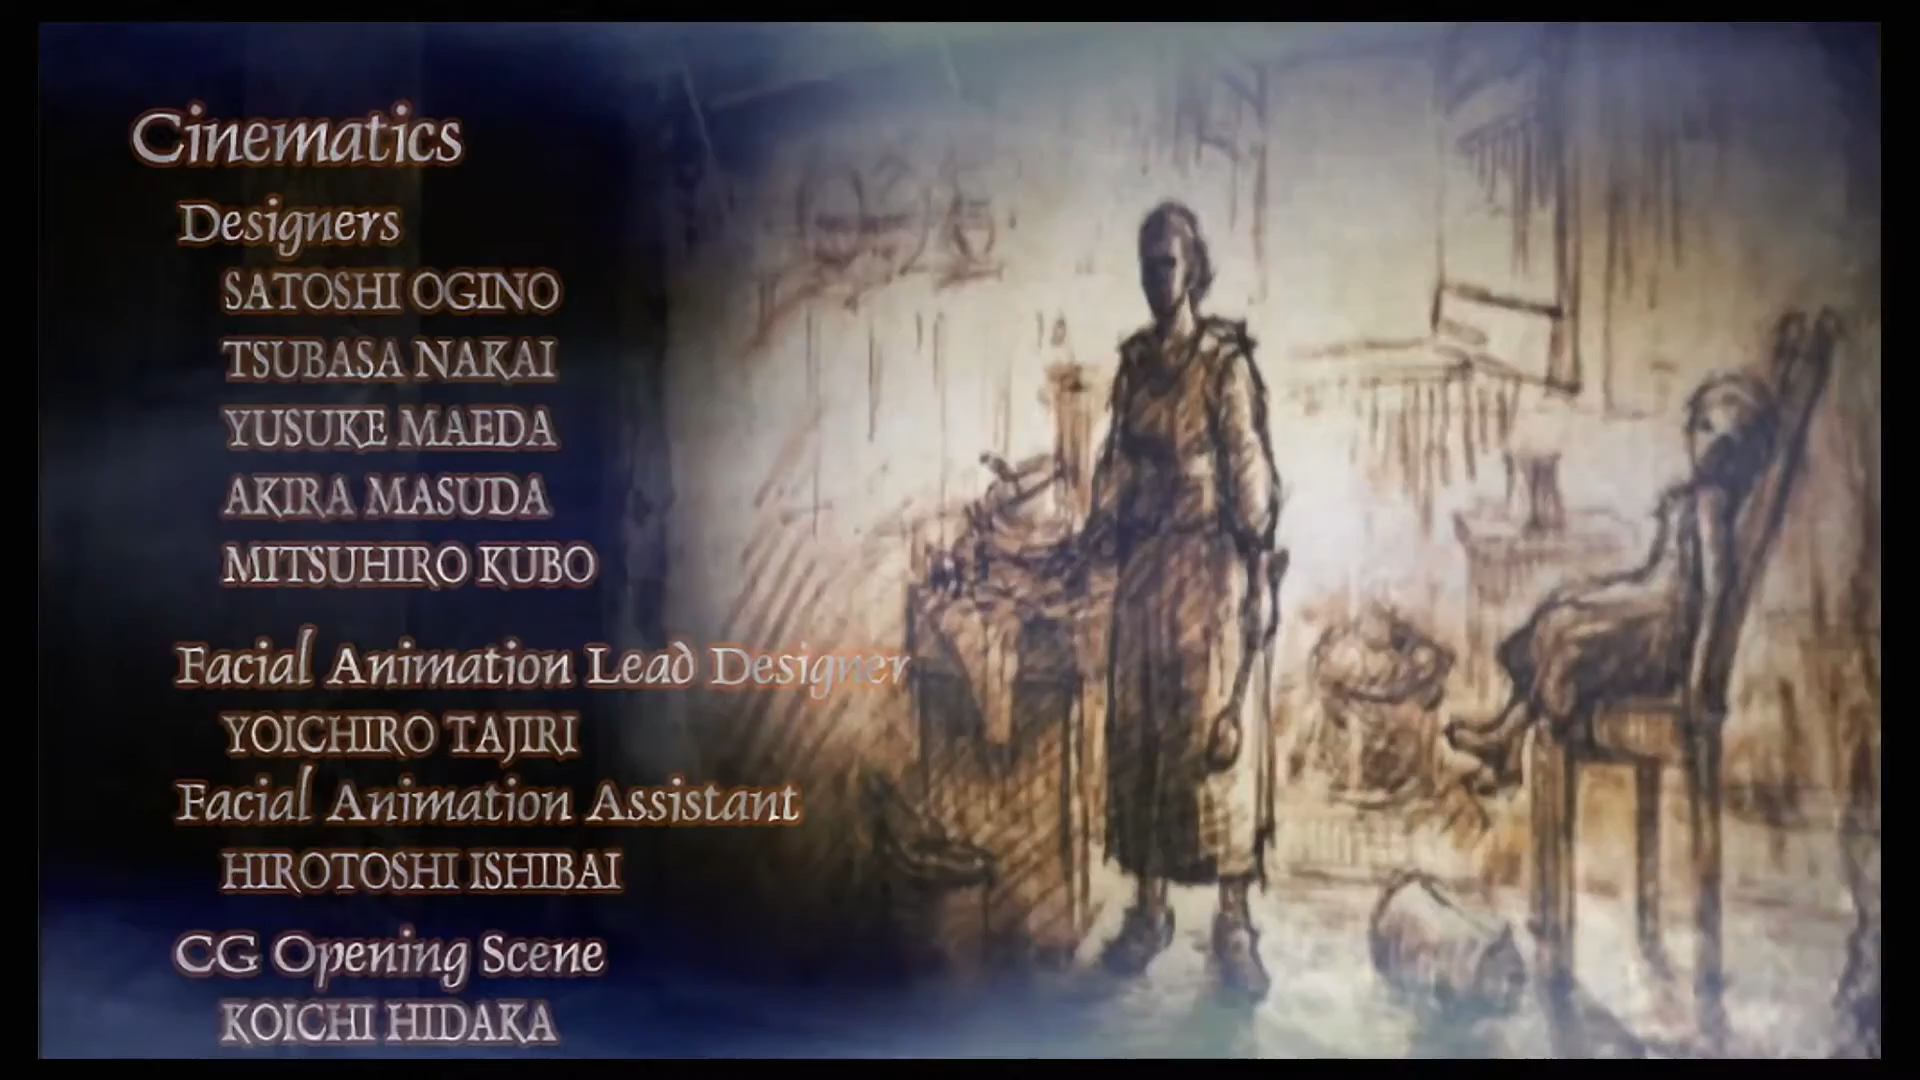 Cinematics
Designers
SATOSHI OGINO
TSUBASA NAKAI
YUSUKE MAEDA
AKIRA MASUDA
MITSUHIRO KUBO
Facial Animation Lead Designer
YOICHIRO TAJIRI
Facial Animation Assistant
HIROTOSHI ISHIBAI
CG Opening Scene
KOICHI HIDAKA